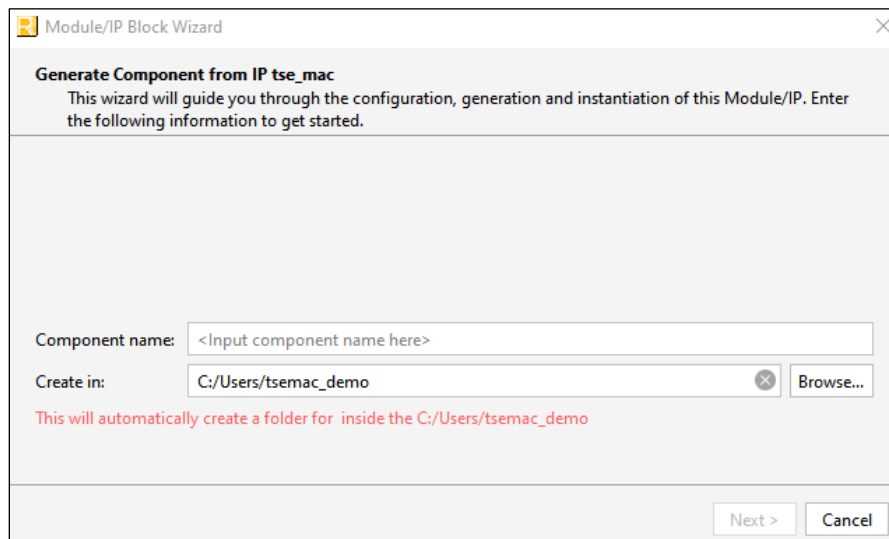 Module/IP Block Wizard
Generate Component from IP tse_mac
This wizard will guide you through the configuration, generation and instantiation of this Module/IP. Enter
the following information to get started.
Component name: <Input component name here>
Create in: C:/Users/tsemac_demo Browse...
This will automatically create a folder for  inside the C:/Users/tsemac_demo
Next > Cancel